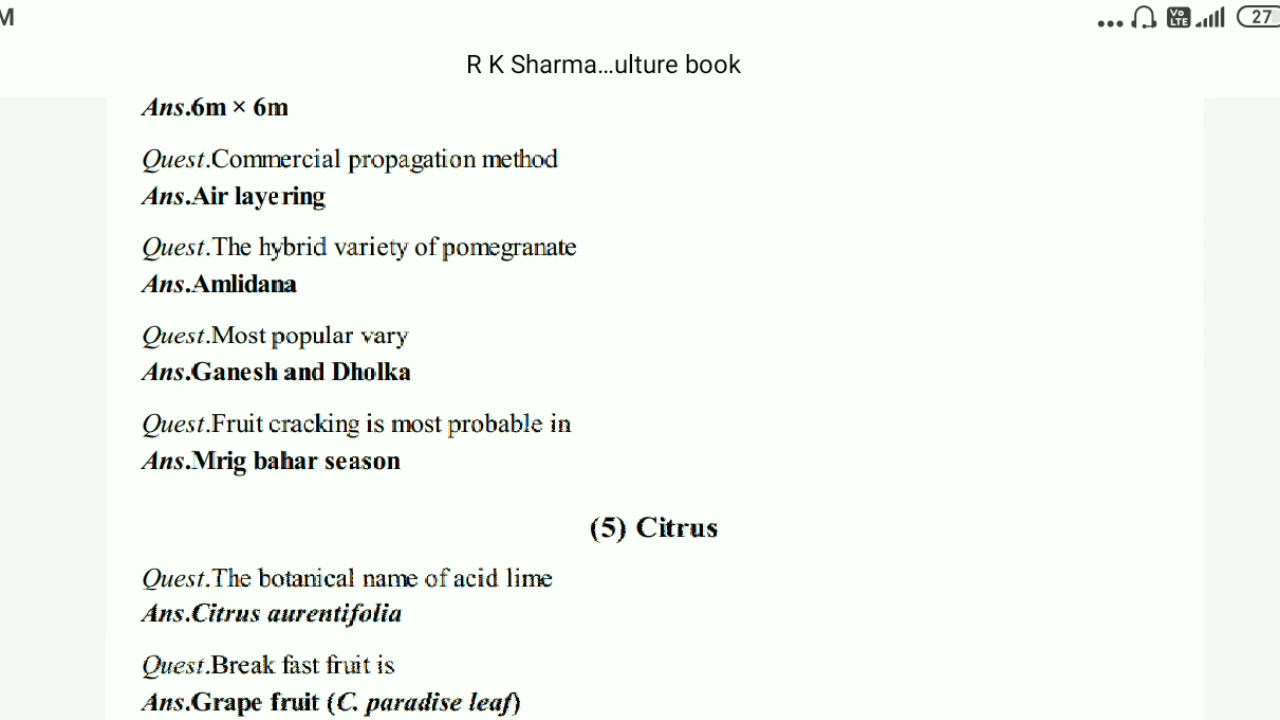 M
... Vo LTE 27
R K Sharma...ulture book
Ans.6m × 6m
Quest.Commercial propagation method
Ans.Air layering
Quest.The hybrid variety of pomegranate
Ans.Amlidana
Quest.Most popular vary
Ans.Ganesh and Dholka
Quest.Fruit cracking is most probable in
Ans.Mrig bahar season
(5) Citrus
Quest.The botanical name of acid lime
Ans.Citrus aurentifolia
Quest.Break fast fruit is
Ans.Grape fruit (C. paradise leaf)